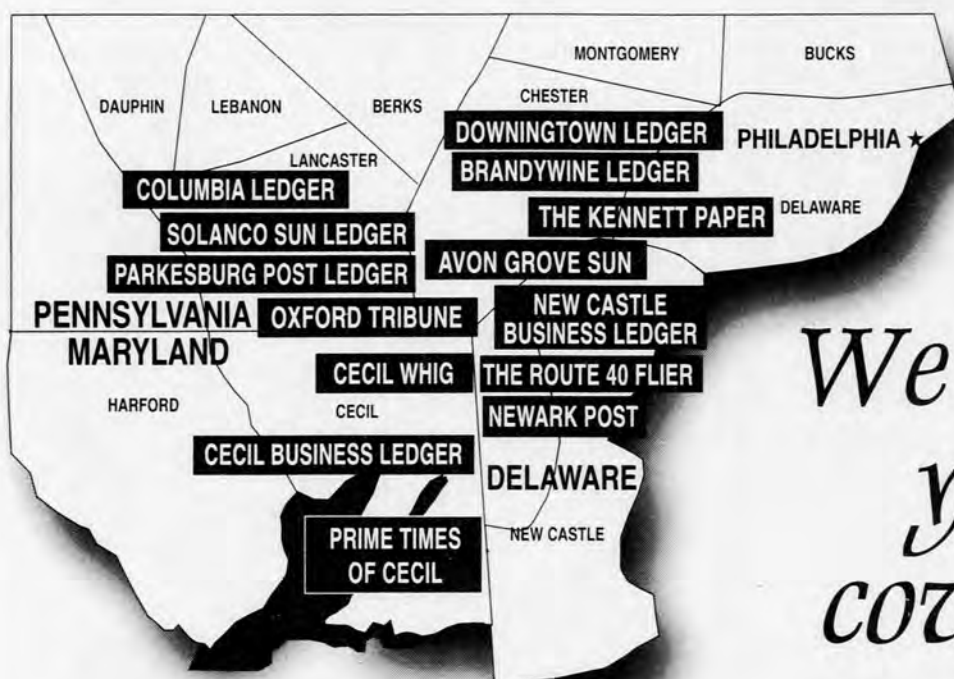 MONTGOMERY
BUCKS
DAUPHIN
LEBANON
BERKS
CHESTER
DOWNINGTOWN LEDGER
PHILADELPHIA ★
LANCASTER
BRANDYWINE LEDGER
COLUMBIA LEDGER
THE KENNETT PAPER
DELAWARE
SOLANCO SUN LEDGER
AVON GROVE SUN
PARKESBURG POST LEDGER
NEW CASTLE
BUSINESS LEDGER
PENNSYLVANIA
OXFORD TRIBUNE
MARYLAND
CECIL WHIG
THE ROUTE 40 FLIER
HARFORD
CECIL
NEWARK POST
CECIL BUSINESS LEDGER
DELAWARE
NEW CASTLE
PRIME TIMES
OF CECIL
We